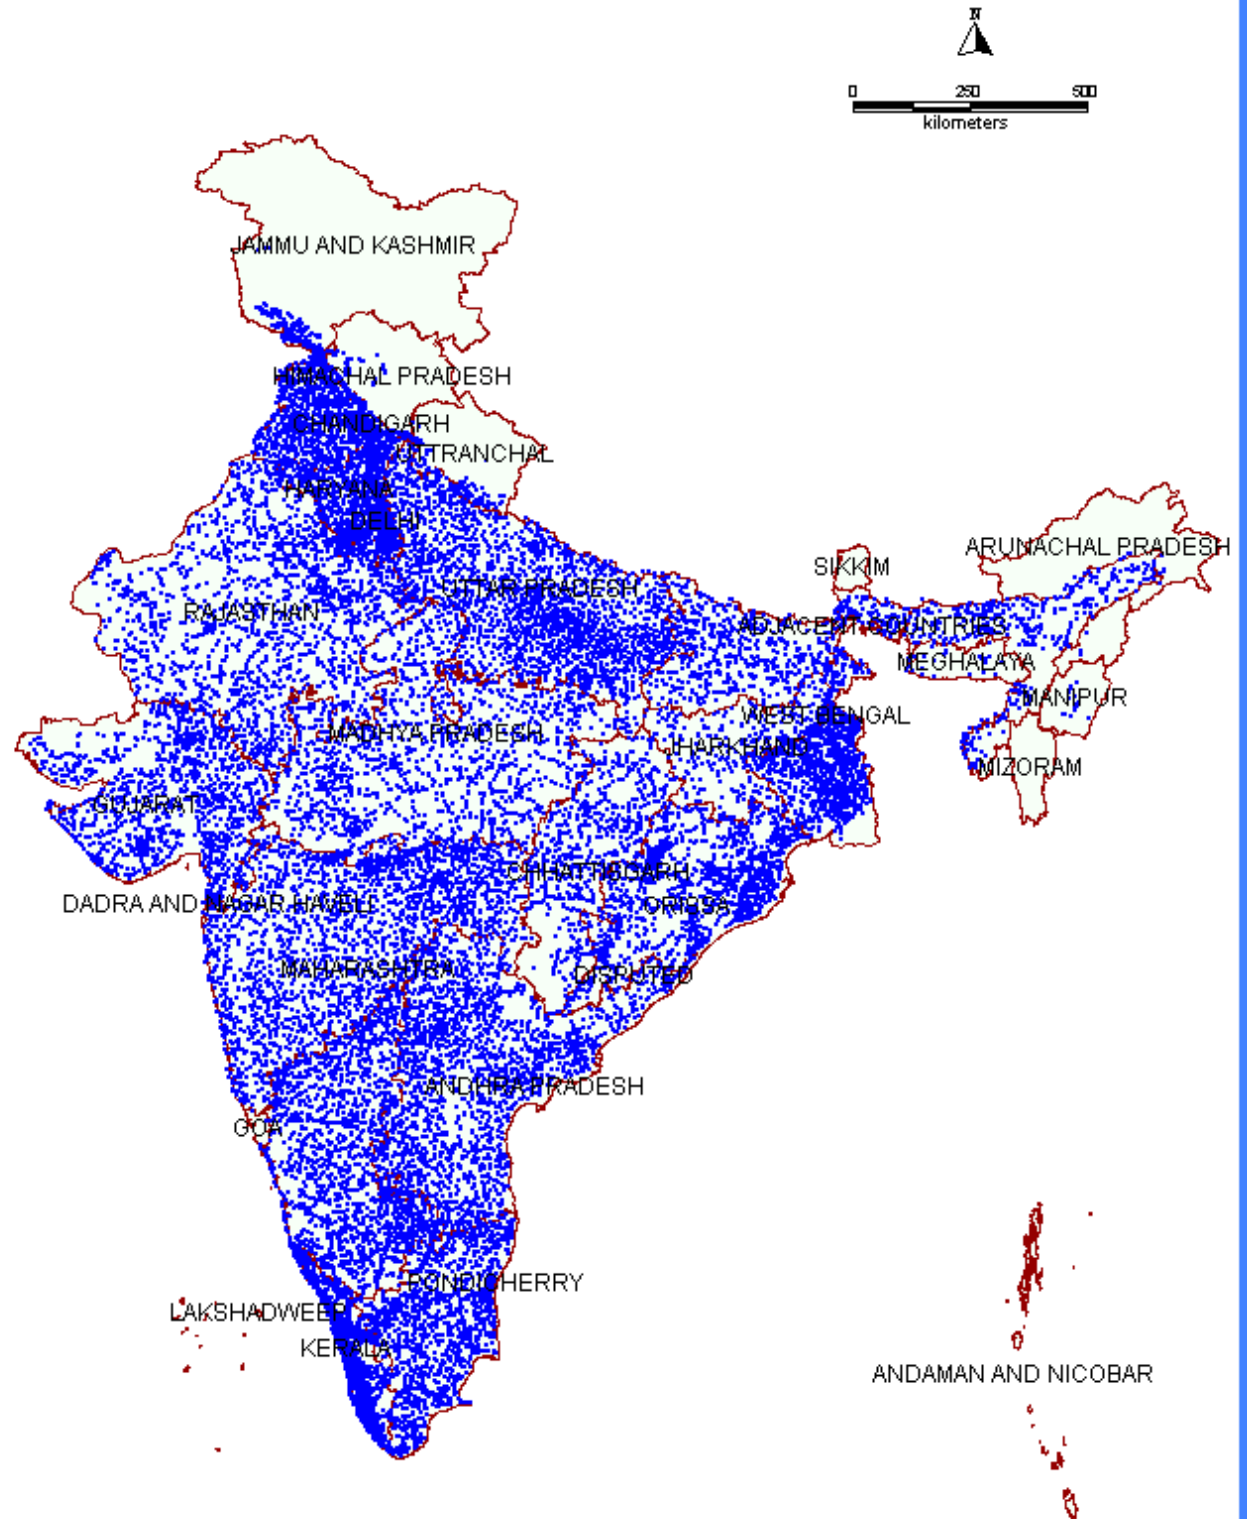 N
0 250 500
kilometers
JAMMU AND KASHMIR
HIMACHAL PRADESH
CHANDIGARH
UTTRANCHAL
HARYANA
DELHI
ARUNACHAL PRADESH
SIKKIM
UTTAR PRADESH
RAJASTHAN
ADJACENT COUNTRIES
MEGHALAYA
MANIPUR
WEST BENGAL
MADHYA PRADESH
JHARKHAND
MIZORAM
GUJARAT
CHHATTISGARH
DADRA AND NAGAR HAVELI
ORISSA
MAHARASHTRA
DISPUTED
ANDHRA PRADESH
GOA
PONDICHERRY
LAKSHADWEEP
KERALA
ANDAMAN AND NICOBAR